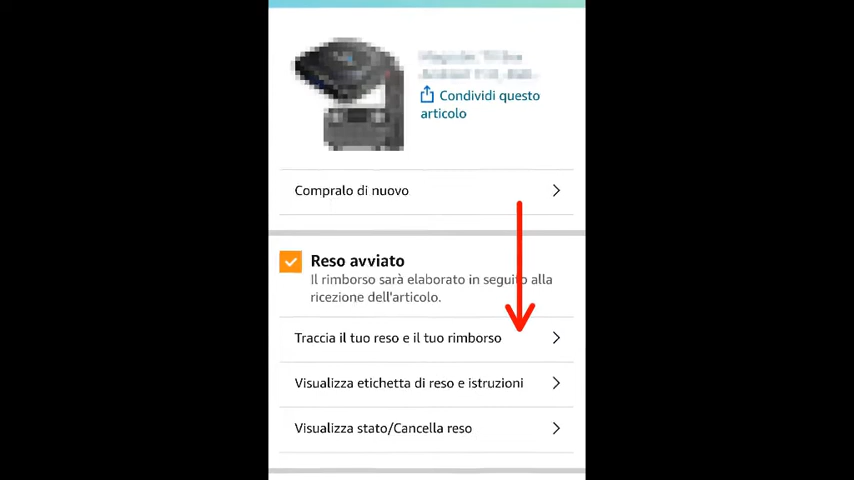 Condividi questo
articolo
Compralo di nuovo
Reso avviato
Il rimborso sarà elaborato in seguito alla
ricezione dell'articolo.
Traccia il tuo reso e il tuo rimborso
Visualizza etichetta di reso e istruzioni
Visualizza stato/Cancella reso